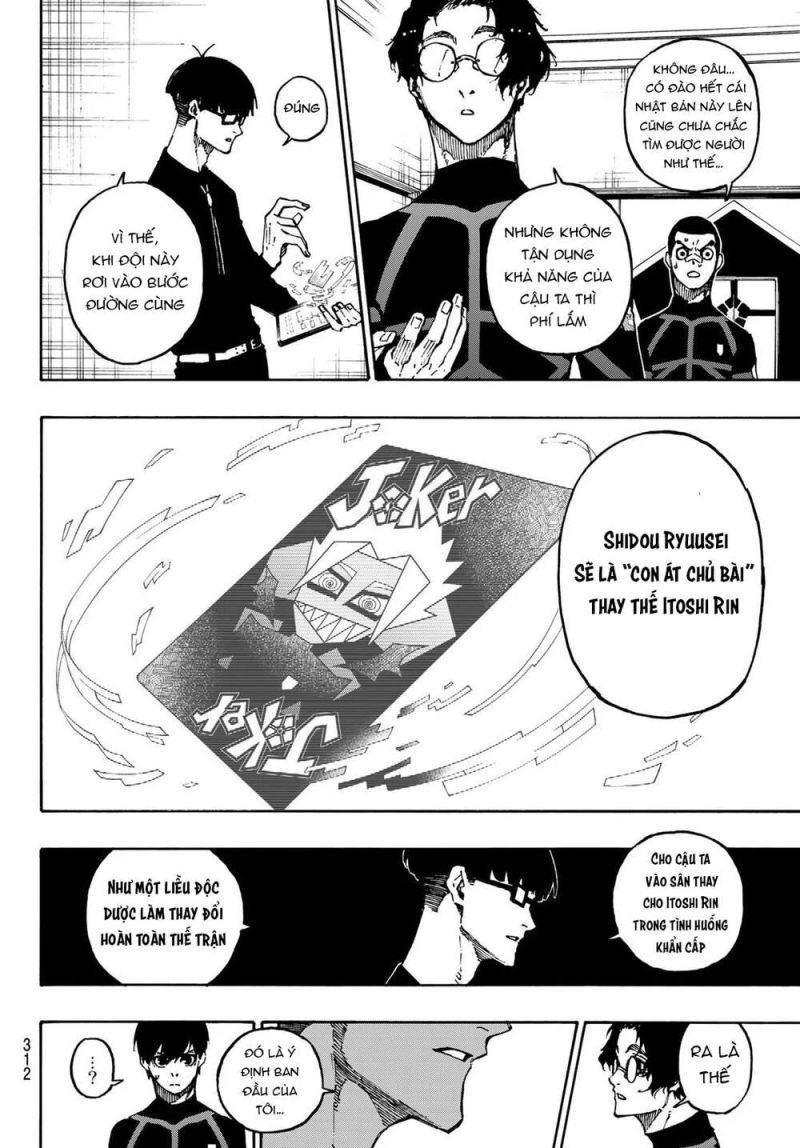 KHÔNG ĐÂU...
CÓ ĐÀO HẾT CÁI
NHẬT BẢN NÀY LÊN
CŨNG CHƯA CHẮC
TÌM ĐƯỢC NGƯỜI
NHƯ THẾ...
NHƯNG KHÔNG
TẬN DỤNG
KHẢ NĂNG CỦA
CẬU TA THÌ
PHÍ LẮM
ĐÚNG
VÌ THẾ,
KHI ĐỘI NÀY
RƠI VÀO BƯỚC
ĐƯỜNG CÙNG
SHIDOU RYUUSEI
SẼ LÀ “CON ÁT CHỦ BÀI”
THAY THẾ ITOSHI RIN
JOKER
JOKER
CHO CẬU TA
VÀO SÂN THAY
CHO ITOSHI RIN
TRONG TÌNH HUỐNG
KHẨN CẤP
NHƯ MỘT LIỀU ĐỘC
DƯỢC LÀM THAY ĐỔI
HOÀN TOÀN THẾ TRẬN
RA LÀ
THẾ
ĐÓ LÀ Ý
ĐỊNH BAN
ĐẦU CỦA
TÔI...
...?
312